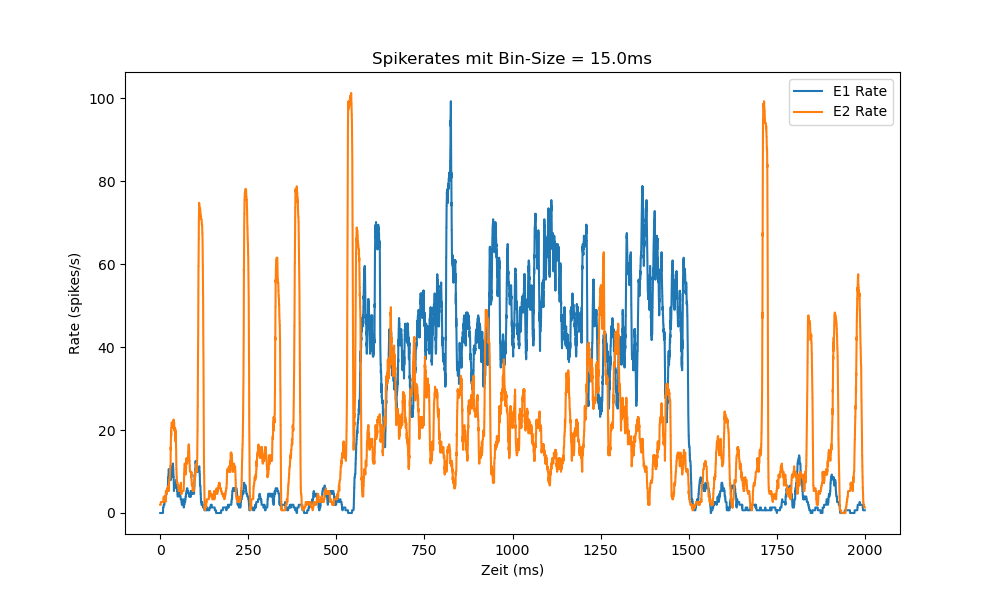 Spikerates mit Bin-Size = 15.0ms
E1 Rate
E2 Rate
Rate (spikes/s)
100
80
60
40
20
0
0 250 500 750 1000 1250 1500 1750 2000
Zeit (ms)